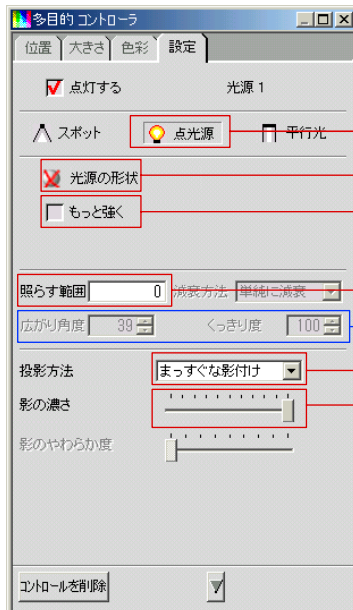 多目的 コントローラ
位置 大きさ 色彩 設定
点灯する 光源 1
スポット 点光源 平行光
光源の形状
もっと強く
照らす範囲 0 減衰方法 単純に減衰
広がり角度 39 くっきり度 100
投影方法 まっすぐな影付け
影の濃さ
影のやわらか度
コントロールを削除